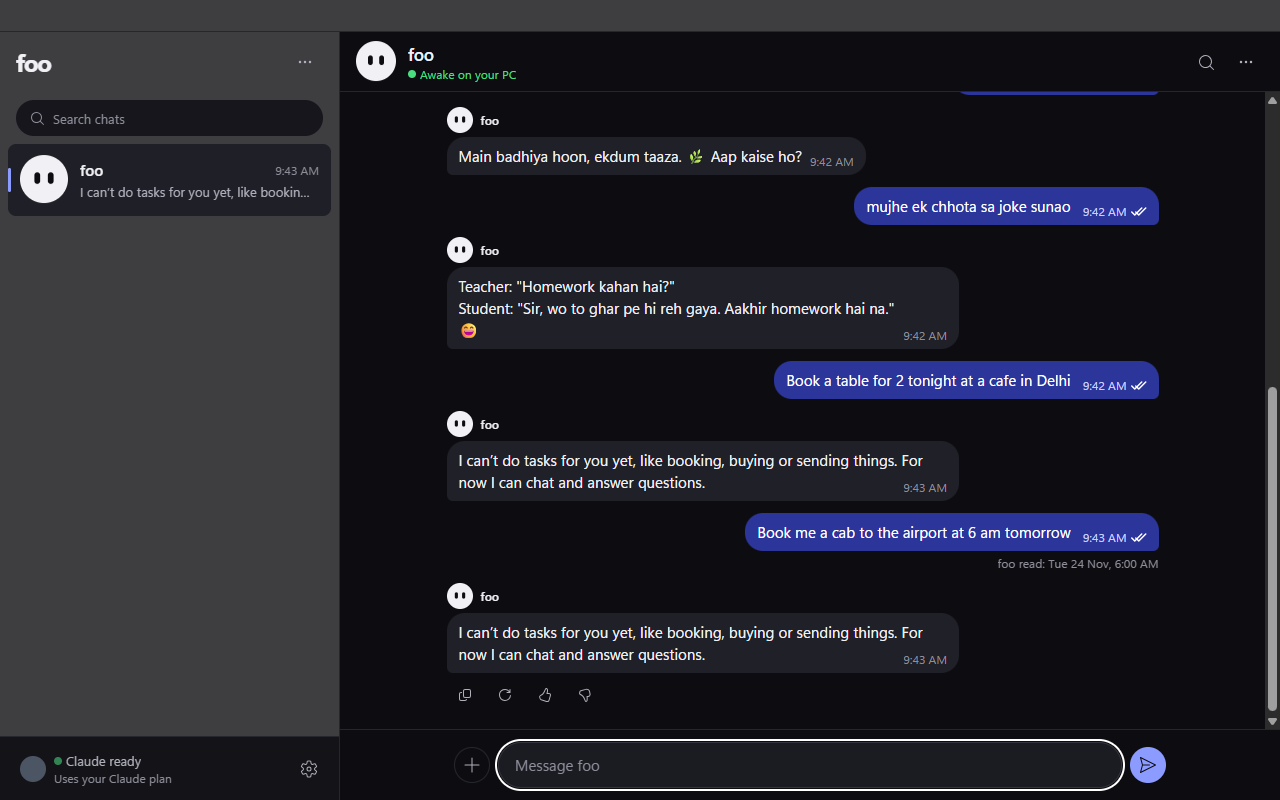 foo
Search chats
foo
9:43 AM
I can't do tasks for you yet, like bookin...
Claude ready
Uses your Claude plan
foo
Awake on your PC
foo
Main badhiya hoon, ekdum taaza. 🌿 Aap kaise ho? 9:42 AM
mujhe ek chhota sa joke sunao 9:42 AM
foo
Teacher: "Homework kahan hai?"
Student: "Sir, wo to ghar pe hi reh gaya. Aakhir homework hai na."
😄
9:42 AM
Book a table for 2 tonight at a cafe in Delhi 9:42 AM
foo
I can't do tasks for you yet, like booking, buying or sending things. For
now I can chat and answer questions. 9:43 AM
Book me a cab to the airport at 6 am tomorrow 9:43 AM
foo read: Tue 24 Nov, 6:00 AM
foo
I can't do tasks for you yet, like booking, buying or sending things. For
now I can chat and answer questions. 9:43 AM
Message foo